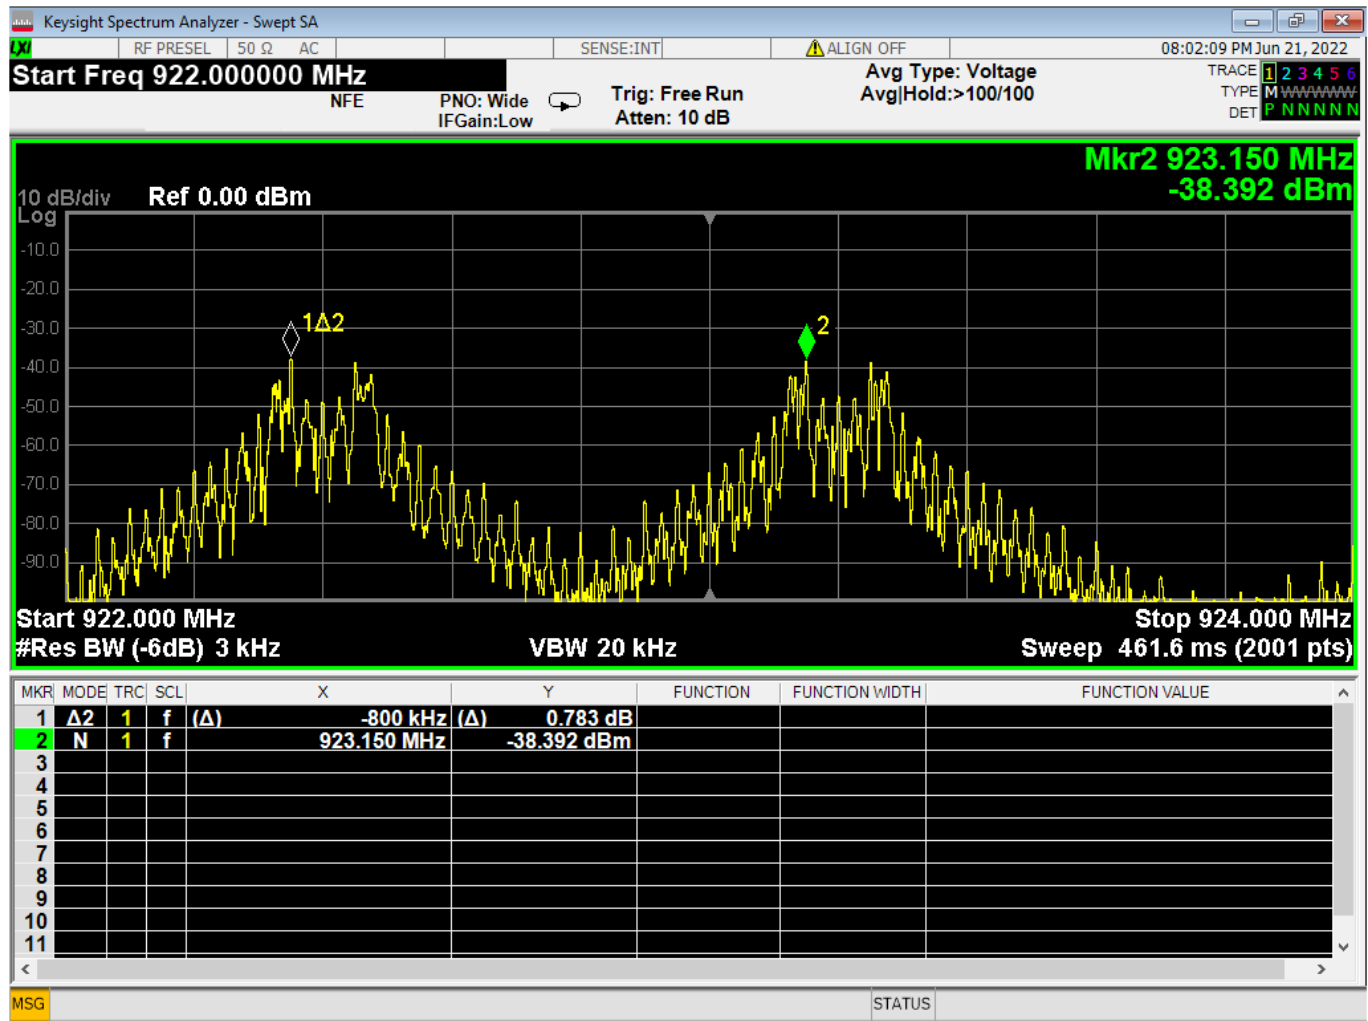 Keysight Spectrum Analyzer - Swept SA
LXI RF PRESEL 50 Ω AC SENSE:INT ALIGN OFF 08:02:09 PM Jun 21, 2022
Start Freq 922.000000 MHz
NFE
PNO: Wide
IFGain:Low
Trig: Free Run
Atten: 10 dB
Avg Type: Voltage
Avg|Hold:>100/100
TRACE 1 2 3 4 5 6
TYPE M WWWWW
DET P N N N N N
Mkr2 923.150 MHz
-38.392 dBm
10 dB/div Ref 0.00 dBm
Log
-10.0
-20.0
-30.0
-40.0
-50.0
-60.0
-70.0
-80.0
-90.0
1Δ2
2
Start 922.000 MHz Stop 924.000 MHz
#Res BW (-6dB) 3 kHz VBW 20 kHz Sweep 461.6 ms (2001 pts)
MKR MODE TRC SCL X Y FUNCTION FUNCTION WIDTH FUNCTION VALUE
1 Δ2 1 f (Δ) -800 kHz (Δ) 0.783 dB
2 N 1 f 923.150 MHz -38.392 dBm
3
4
5
6
7
8
9
10
11
MSG STATUS